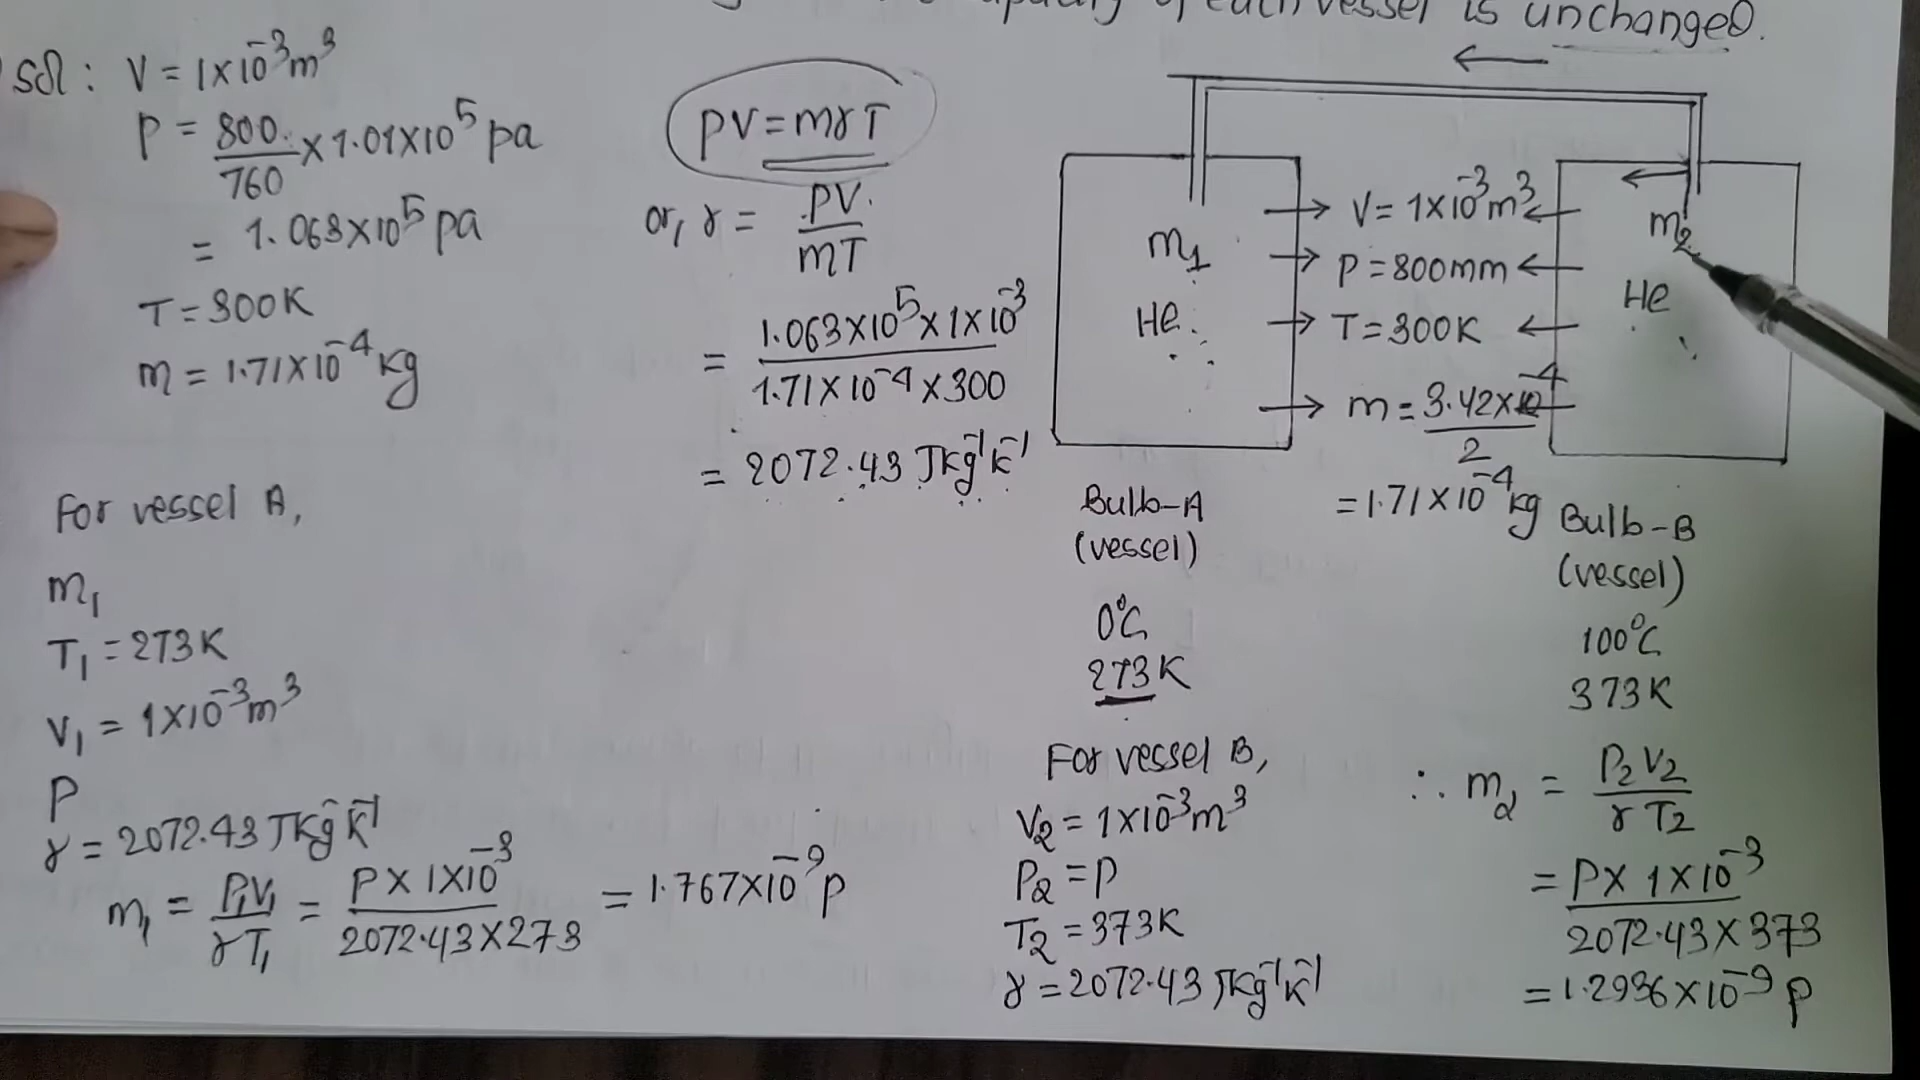 capacity of each vessel is unchanged.
Sol: V = 1×10⁻³m³
P = 800/760 × 1.01×10⁵ pa
= 1.063×10⁵ pa
T = 300K
m = 1.71×10⁻⁴ kg
PV = mrT
or, r = PV/mT
= 1.063×10⁵×1×10⁻³ / 1.71×10⁻⁴×300
= 2072.43 Jkg⁻¹K⁻¹
m₁
He
V = 1×10⁻³m³
P = 800mm
T = 300K
m = 3.42×10⁻⁴/2
= 1.71×10⁻⁴ kg
m₂
He
Bulb-A
(vessel)
0°C
273K
Bulb-B
(vessel)
100°C
373K
For vessel A,
m₁
T₁ = 273K
V₁ = 1×10⁻³m³
P
r = 2072.43 JKg⁻¹K⁻¹
m₁ = P₁V₁/rT₁ = P×1×10⁻³ / 2072.43×273 = 1.767×10⁻⁹ P
For vessel B,
V₂ = 1×10⁻³m³
P₂ = P
T₂ = 373K
r = 2072.43 JKg⁻¹K⁻¹
∴ m₂ = P₂V₂/rT₂
= P×1×10⁻³ / 2072.43×373
= 1.2936×10⁻⁹ P